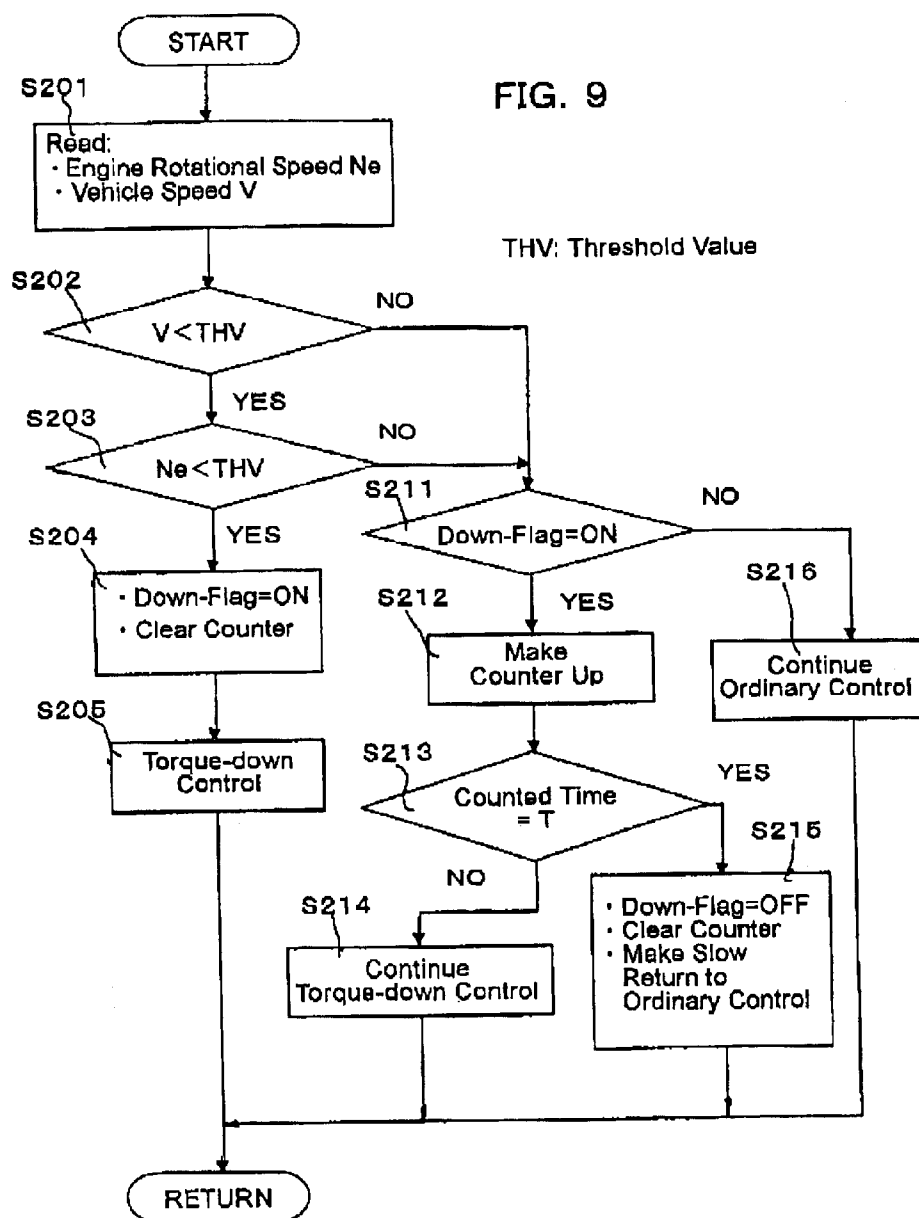 START
FIG. 9
S201
Read:
· Engine Rotational Speed Ne
· Vehicle Speed V
THV: Threshold Value
S202
V<THV
NO
YES
S203
Ne<THV
NO
YES
S204
· Down-Flag=ON
· Clear Counter
S205
Torque-down
Control
S211
Down-Flag=ON
NO
YES
S212
Make
Counter Up
S216
Continue
Ordinary Control
S213
Counted Time
= T
YES
NO
S214
Continue
Torque-down Control
S215
· Down-Flag=OFF
· Clear Counter
· Make Slow
Return to
Ordinary Control
RETURN